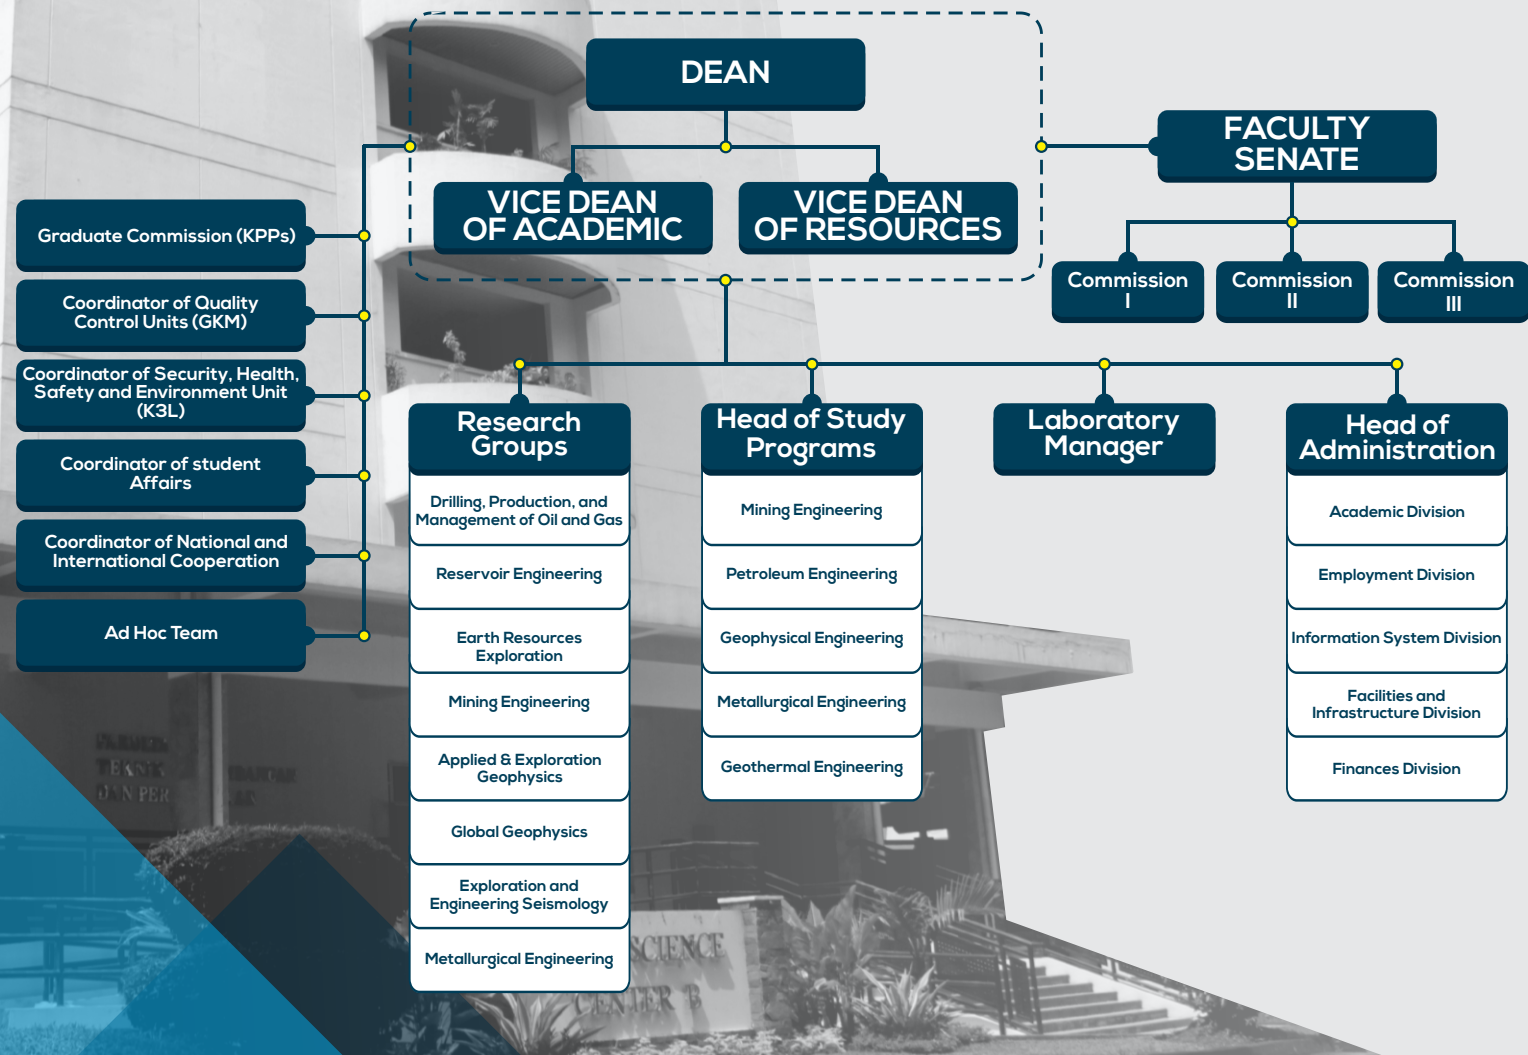 DEAN
VICE DEAN
OF ACADEMIC
VICE DEAN
OF RESOURCES
FACULTY
SENATE
Commission
I
Commission
II
Commission
III
Graduate Commission (KPPs)
Coordinator of Quality
Control Units (GKM)
Coordinator of Security, Health,
Safety and Environment Unit
(K3L)
Coordinator of student
Affairs
Coordinator of National and
International Cooperation
Ad Hoc Team
Research
Groups
Drilling, Production, and
Management of Oil and Gas
Reservoir Engineering
Earth Resources
Exploration
Mining Engineering
Applied & Exploration
Geophysics
Global Geophysics
Exploration and
Engineering Seismology
Metallurgical Engineering
Head of Study
Programs
Mining Engineering
Petroleum Engineering
Geophysical Engineering
Metallurgical Engineering
Geothermal Engineering
Laboratory
Manager
Head of
Administration
Academic Division
Employment Division
Information System Division
Facilities and
Infrastructure Division
Finances Division
TEKNIK
DAN PER
SCIENCE
CENTER B